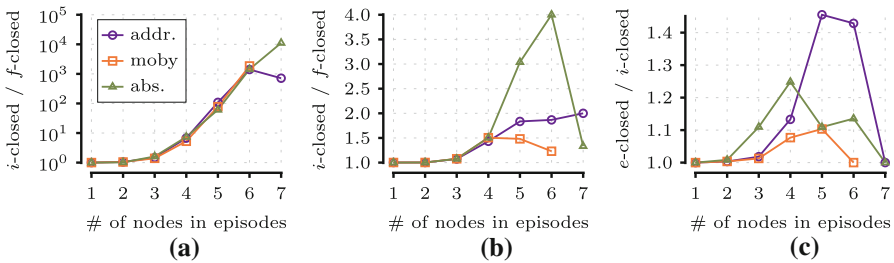 i-closed / f-closed
10^5
10^4
10^3
10^2
10^1
10^0
addr.
moby
abs.
1 2 3 4 5 6 7
# of nodes in episodes
(a)
i-closed / f-closed
4.0
3.5
3.0
2.5
2.0
1.5
1.0
1 2 3 4 5 6 7
# of nodes in episodes
(b)
e-closed / i-closed
1.4
1.3
1.2
1.1
1.0
1 2 3 4 5 6 7
# of nodes in episodes
(c)